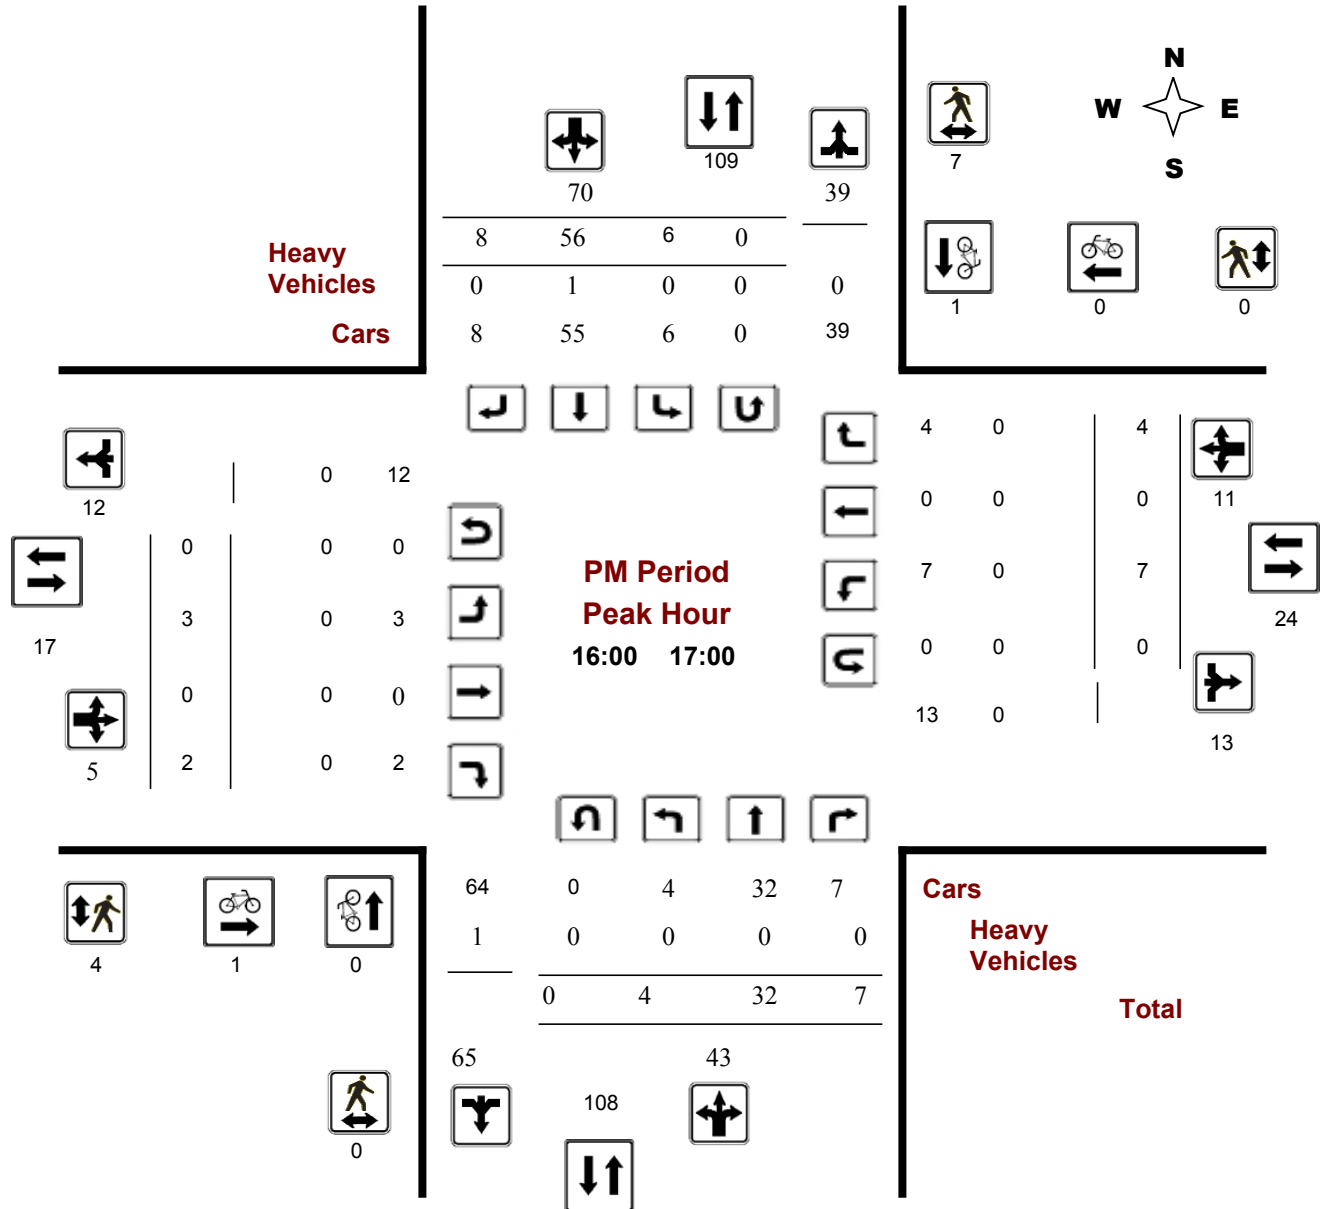 N
W E
S
109
7
70 39
8 56 6 0
Heavy
Vehicles
0 1 0 0 0
1 0 0
Cars
8 55 6 0 39
4 0 4
0 12
12
0 0 0
11
0 0 0
PM Period
7 0 7
Peak Hour
3 0 3
24
17
16:00 17:00
0 0 0
0 0 0
13 0
13
5
2 0 2
64 0 4 32 7
Cars
1 0 0 0 0
Heavy
Vehicles
4 1 0
0 4 32 7
Total
65 43
108
0